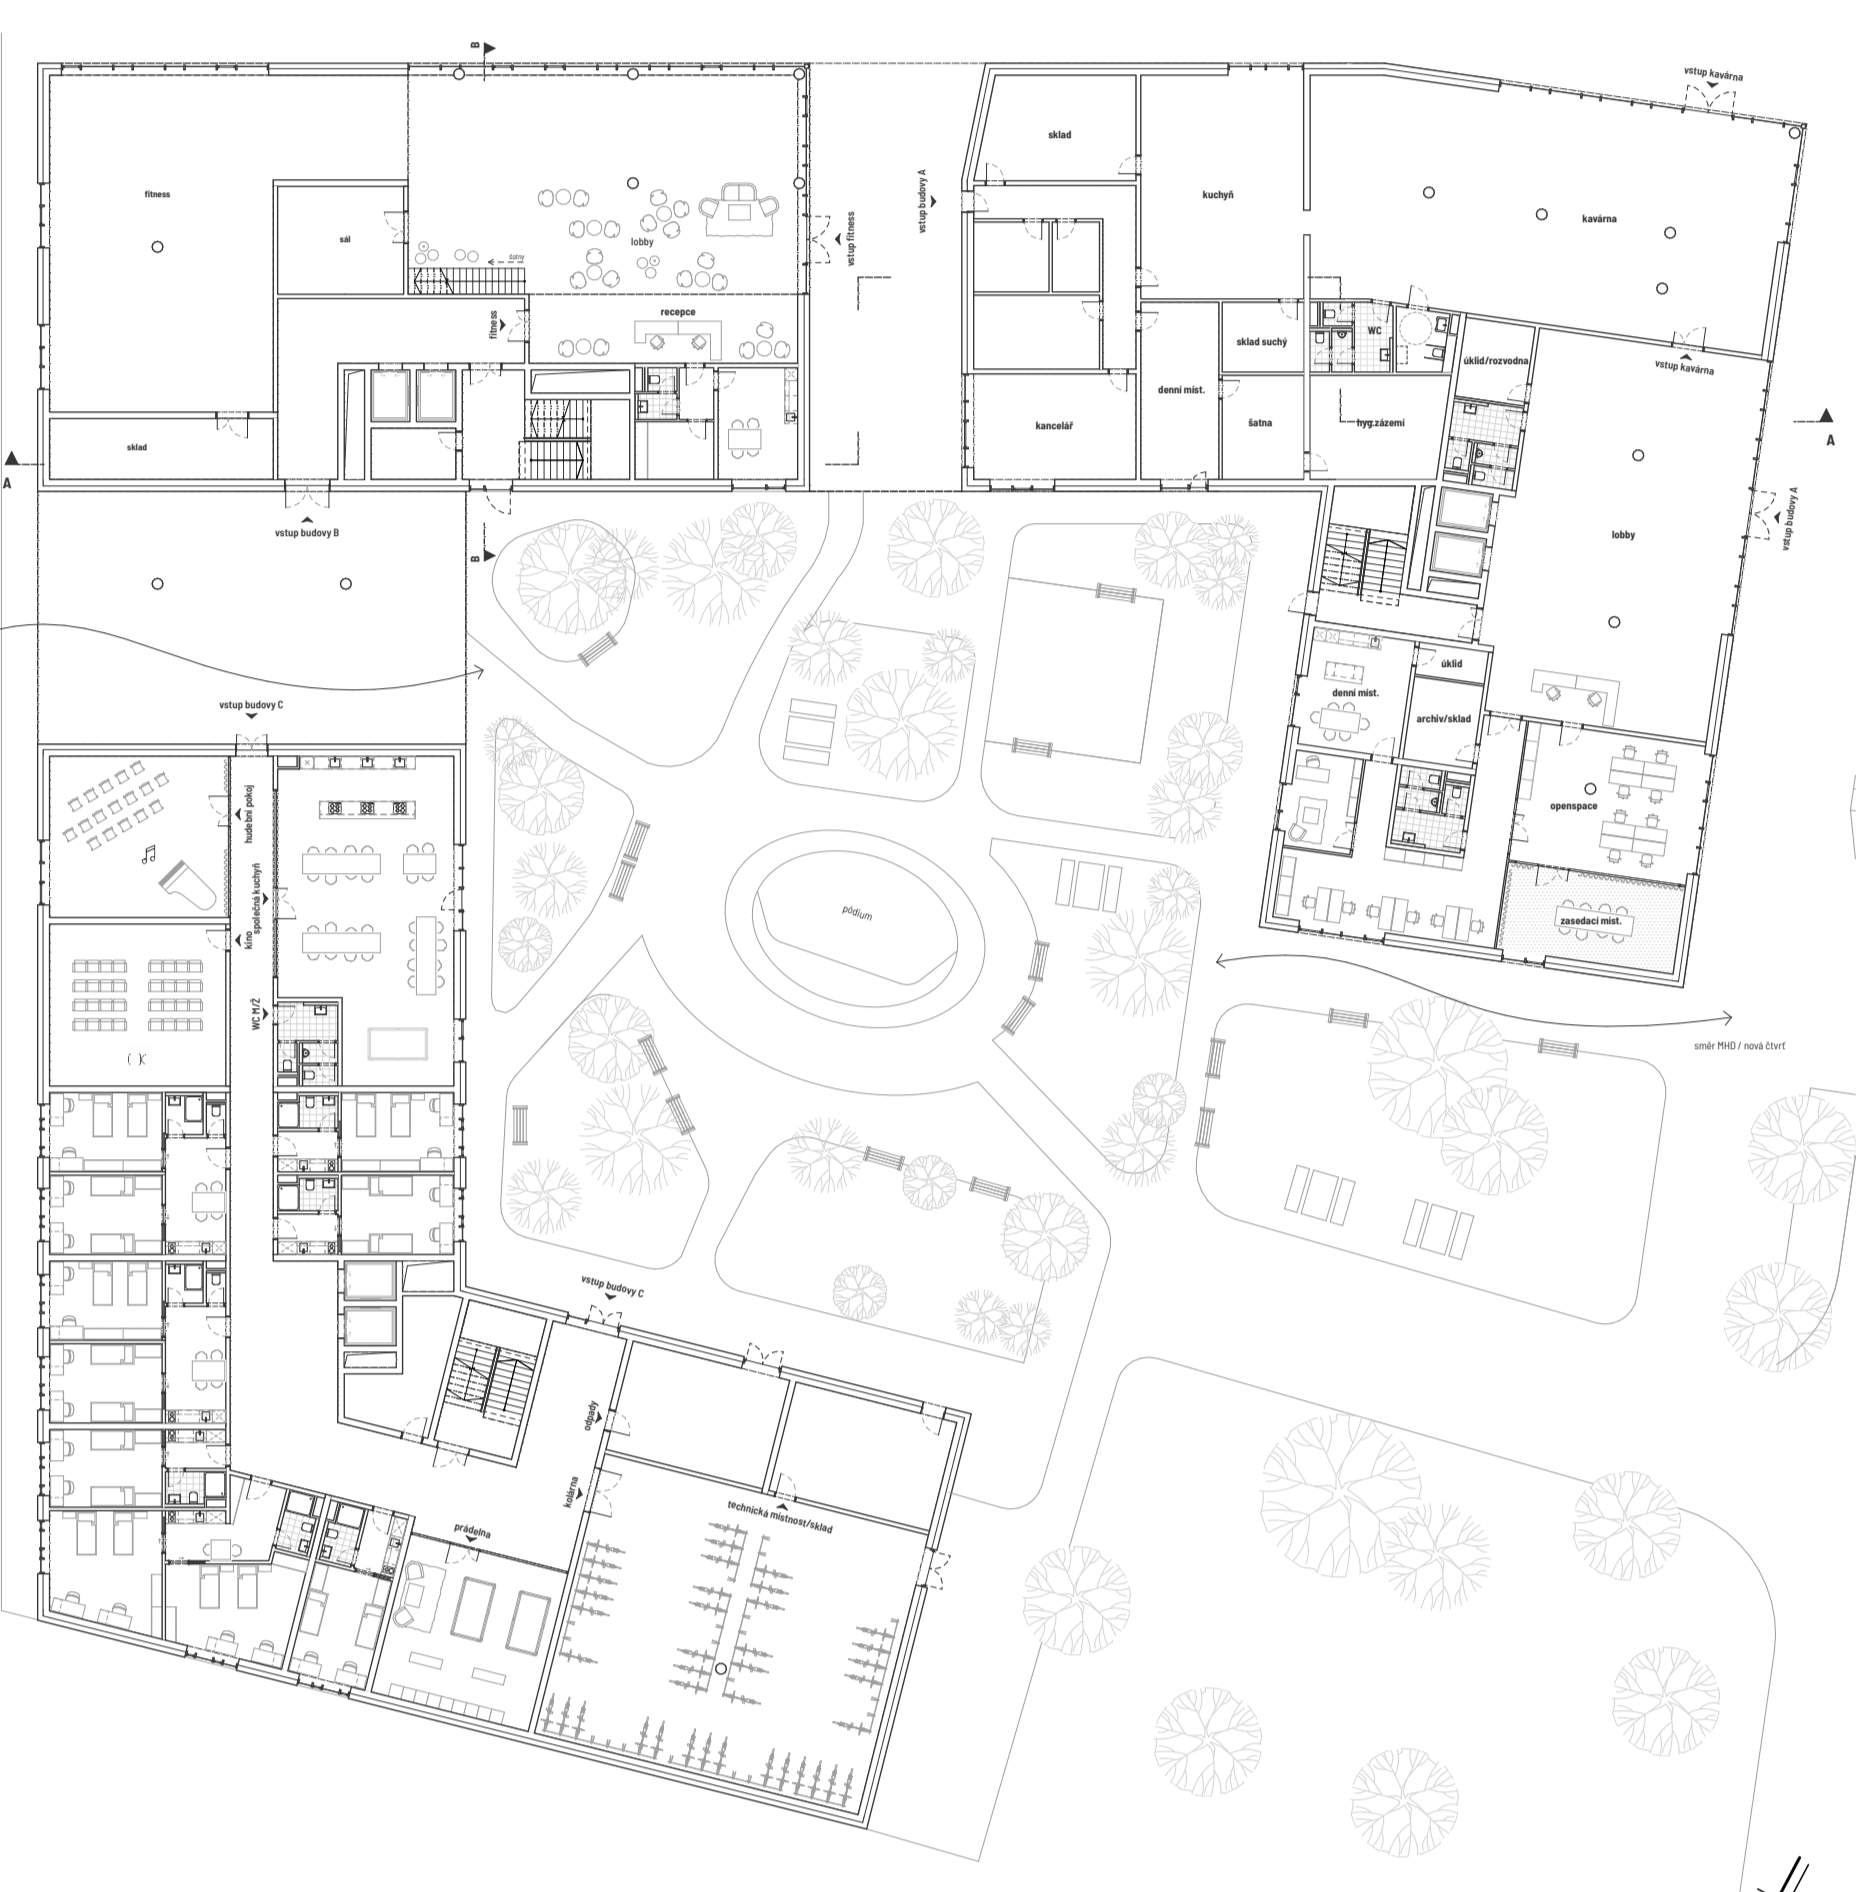 B
vstup kavárna
sklad
kuchyň
kavárna
fitness
sál
lobby
šatny
vstup fitness
vstup budovy A
fitness
recepce
WC
sklad suchý
úklid/rozvodna
vstup kavárna
denní míst.
kancelář
šatna
hyg.zázemí
sklad
A
A
vstup budovy B
B
lobby
vstup budovy A
úklid
denní míst.
archiv/sklad
vstup budovy C
openspace
hudební pokoj
společná kuchyň
kino
pódium
zasedací míst.
WC M/Ž
směr MHD / nová čtvrť
vstup budovy C
odpady
kolárna
technická místnost/sklad
prádelna